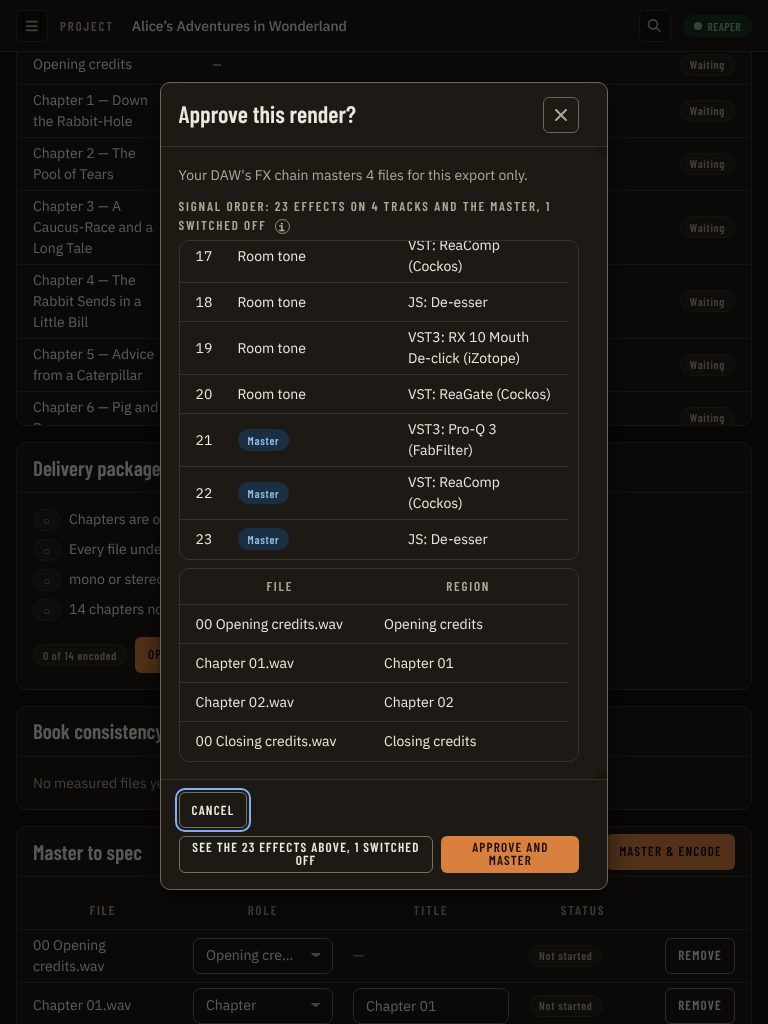 PROJECT Alice's Adventures in Wonderland REAPER
Opening credits — Waiting
Chapter 1 — Down
the Rabbit-Hole
Waiting
Chapter 2 — The
Pool of Tears
Waiting
Chapter 3 — A
Caucus-Race and a
Long Tale
Waiting
Chapter 4 — The
Rabbit Sends in a
Little Bill
Waiting
Chapter 5 — Advice
from a Caterpillar
Waiting
Chapter 6 — Pig and
Waiting
Delivery package
Chapters are o
Every file unde
mono or stereo
14 chapters no
0 of 14 encoded OP
Book consistency
No measured files ye
Approve this render?
Your DAW's FX chain masters 4 files for this export only.
SIGNAL ORDER: 23 EFFECTS ON 4 TRACKS AND THE MASTER, 1
SWITCHED OFF
17 Room tone VST: ReaComp
(Cockos)
18 Room tone JS: De-esser
19 Room tone VST3: RX 10 Mouth
De-click (iZotope)
20 Room tone VST: ReaGate (Cockos)
21 Master VST3: Pro-Q 3
(FabFilter)
22 Master VST: ReaComp
(Cockos)
23 Master JS: De-esser
FILE REGION
00 Opening credits.wav Opening credits
Chapter 01.wav Chapter 01
Chapter 02.wav Chapter 02
00 Closing credits.wav Closing credits
CANCEL
SEE THE 23 EFFECTS ABOVE, 1 SWITCHED
OFF
APPROVE AND
MASTER
Master to spec MASTER & ENCODE
FILE ROLE TITLE STATUS
00 Opening
credits.wav
Opening cre... — Not started REMOVE
Chapter 01.wav Chapter Chapter 01 Not started REMOVE